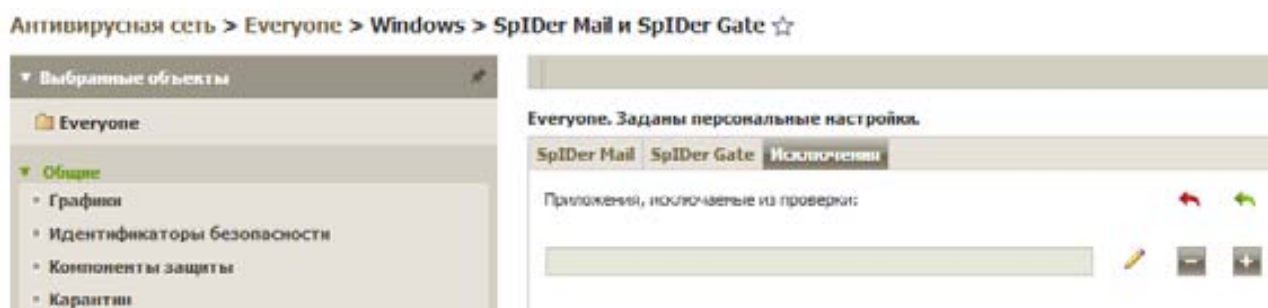 Антивирусная сеть > Everyone > Windows > SpIDer Mail и SpIDer Gate
Выбранные объекты
Everyone
Общие
Графики
Идентификаторы безопасности
Компоненты защиты
Карантин
Everyone. Заданы персональные настройки.
SpIDer Mail SpIDer Gate Исключения
Приложения, исключаемые из проверки: